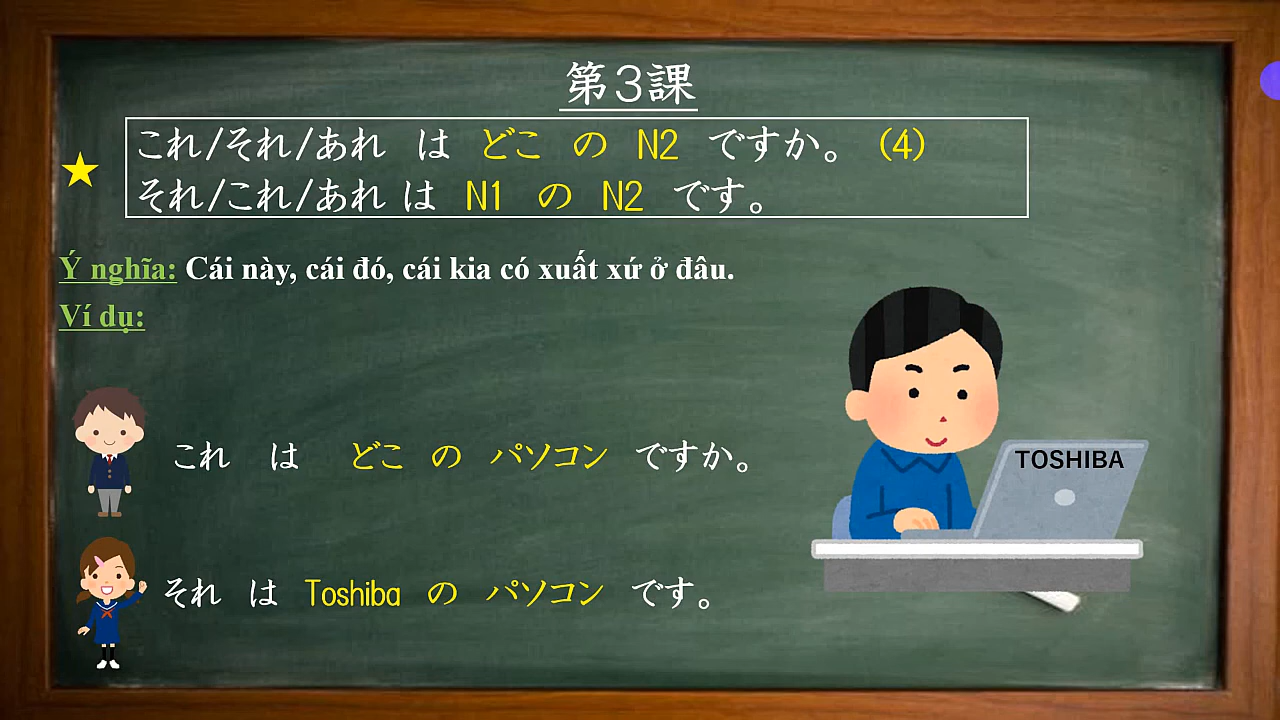 第3課
これ/それ/あれ は どこ の N2 ですか。 (4)
★ それ/これ/あれ は N1 の N2 です。
Ý nghĩa: Cái này, cái đó, cái kia có xuất xứ ở đâu.
Ví dụ:
これ は どこ の パソコン ですか。
TOSHIBA
それ は Toshiba の パソコン です。